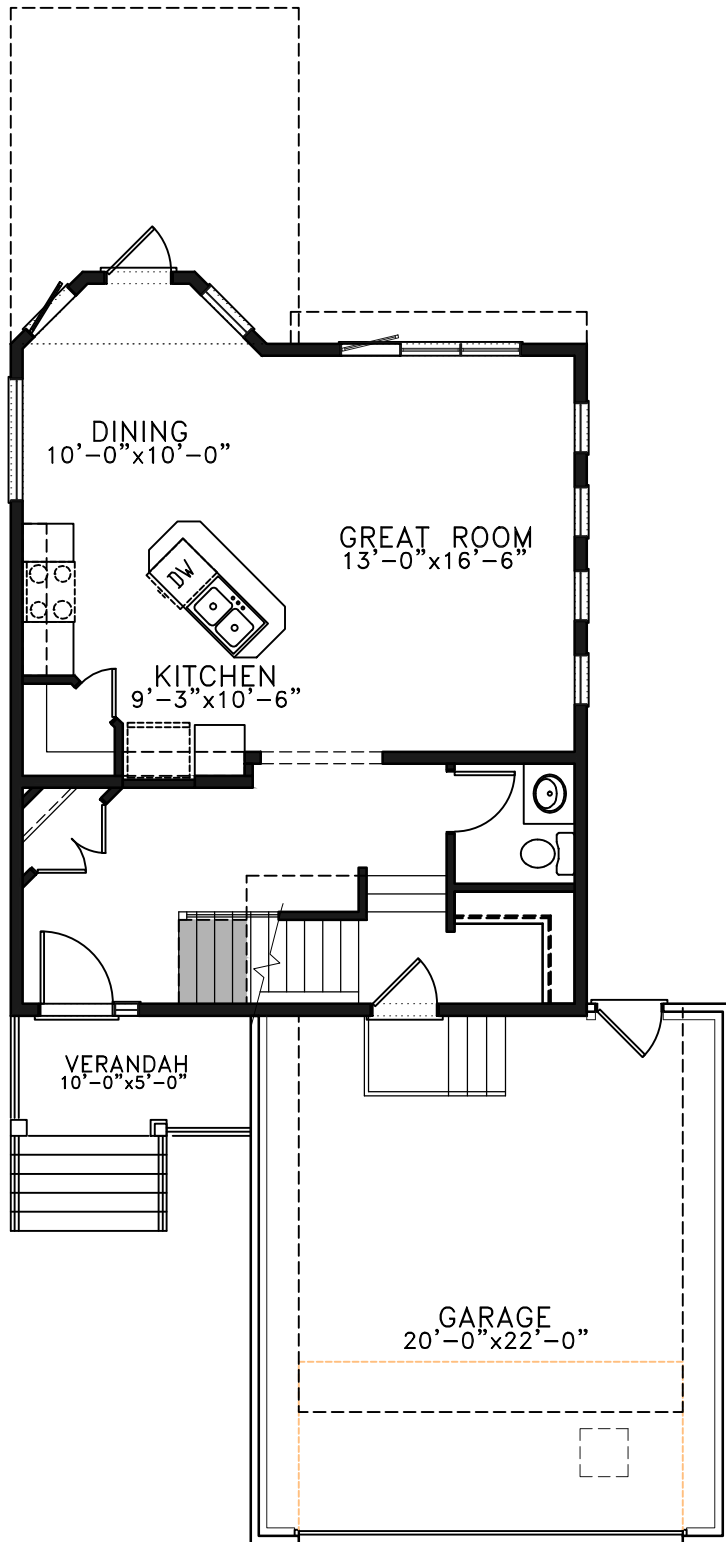 DINING
10'-0"x10'-0"
GREAT ROOM
13'-0"x16'-6"
DW
KITCHEN
9'-3"x10'-6"
VERANDAH
10'-0"x5'-0"
GARAGE
20'-0"x22'-0"